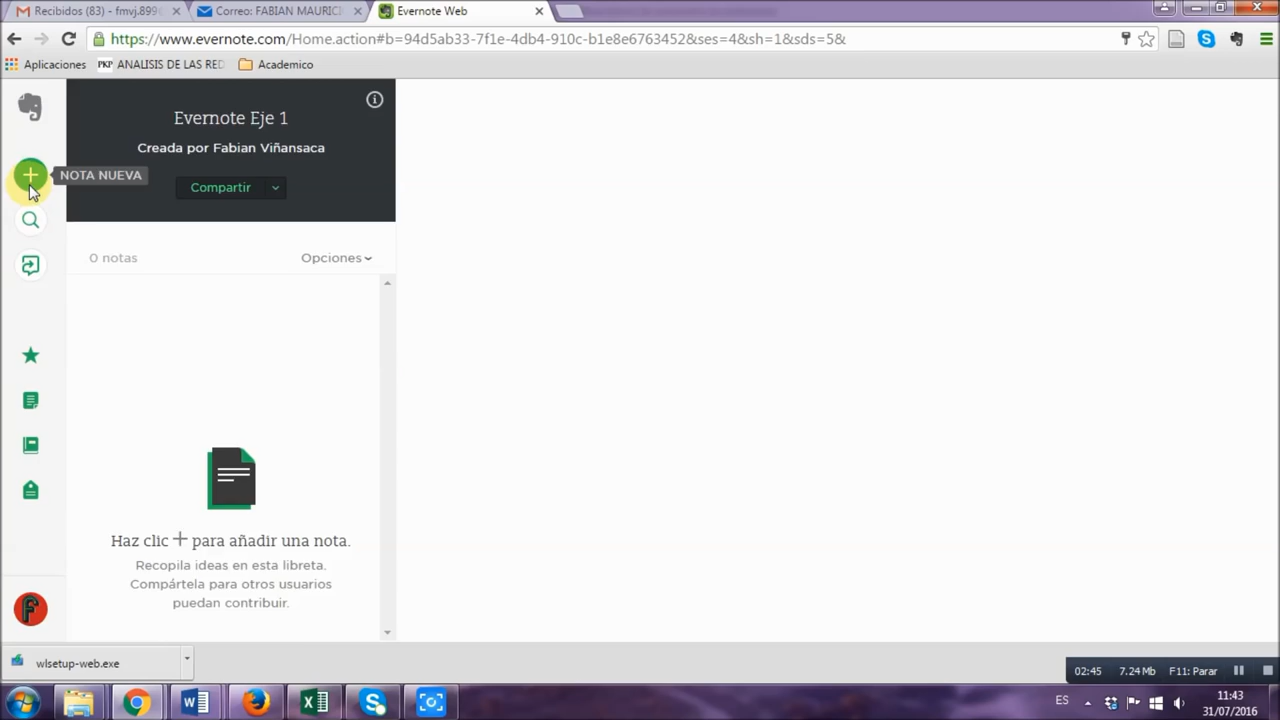 Recibidos (83) - fmvj.899
Correo: FABIAN MAURICI
Evernote Web
https://www.evernote.com/Home.action#b=94d5ab33-7f1e-4db4-910c-b1e8e6763452&ses=4&sh=1&sds=5&
Aplicaciones
PKP ANALISIS DE LAS RED
Academico
Evernote Eje 1
Creada por Fabian Viñansaca
NOTA NUEVA
Compartir
0 notas
Opciones
Haz clic + para añadir una nota.
Recopila ideas en esta libreta.
Compártela para otros usuarios
puedan contribuir.
wlsetup-web.exe
02:45 7.24 Mb F11: Parar
ES
11:43
31/07/2016